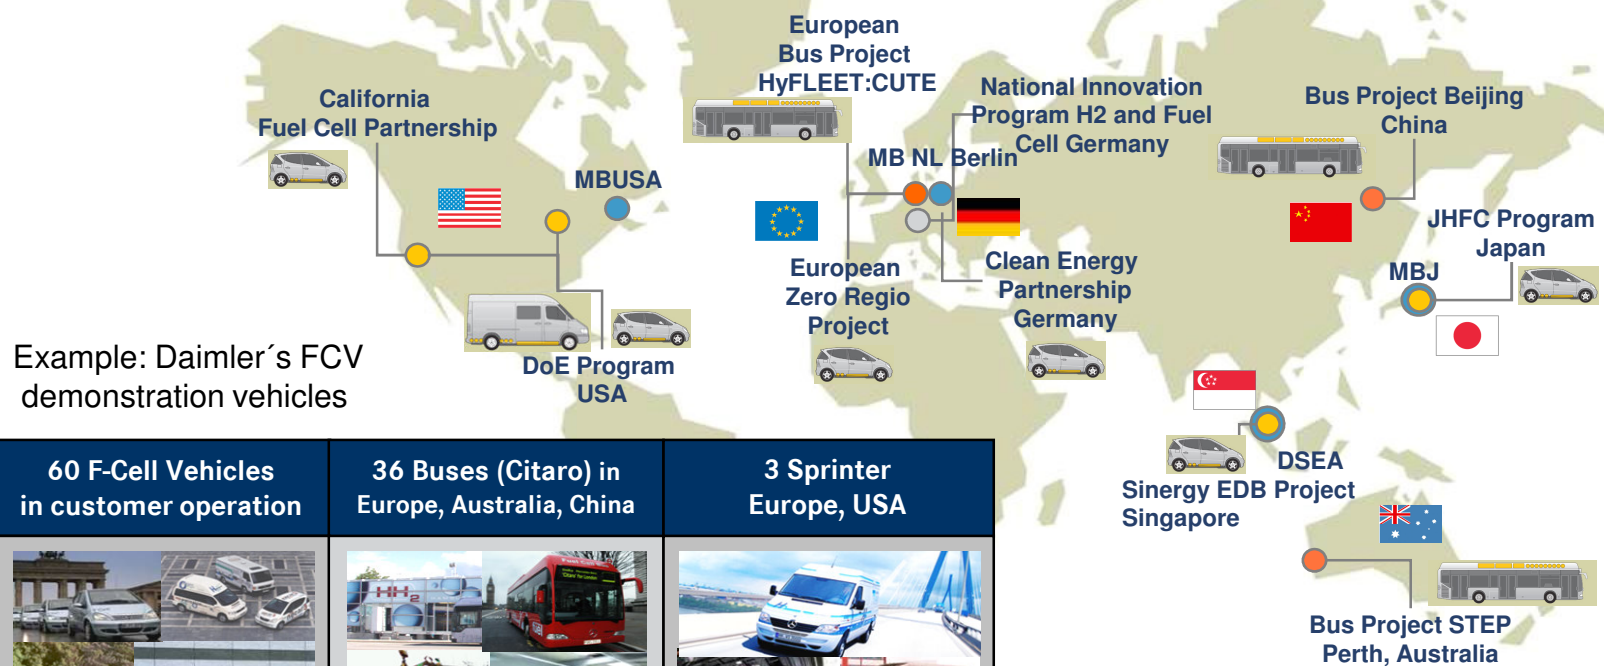 European
Bus Project
HyFLEET:CUTE
California
Fuel Cell Partnership
National Innovation
Program H2 and Fuel
Cell Germany
Bus Project Beijing
China
MB NL Berlin
MBUSA
JHFC Program
Japan
MBJ
European
Zero Regio
Project
Clean Energy
Partnership
Germany
DoE Program
USA
Example: Daimler´s FCV
demonstration vehicles
DSEA
Sinergy EDB Project
Singapore
60 F-Cell Vehicles
in customer operation
36 Buses (Citaro) in
Europe, Australia, China
3 Sprinter
Europe, USA
Bus Project STEP
Perth, Australia